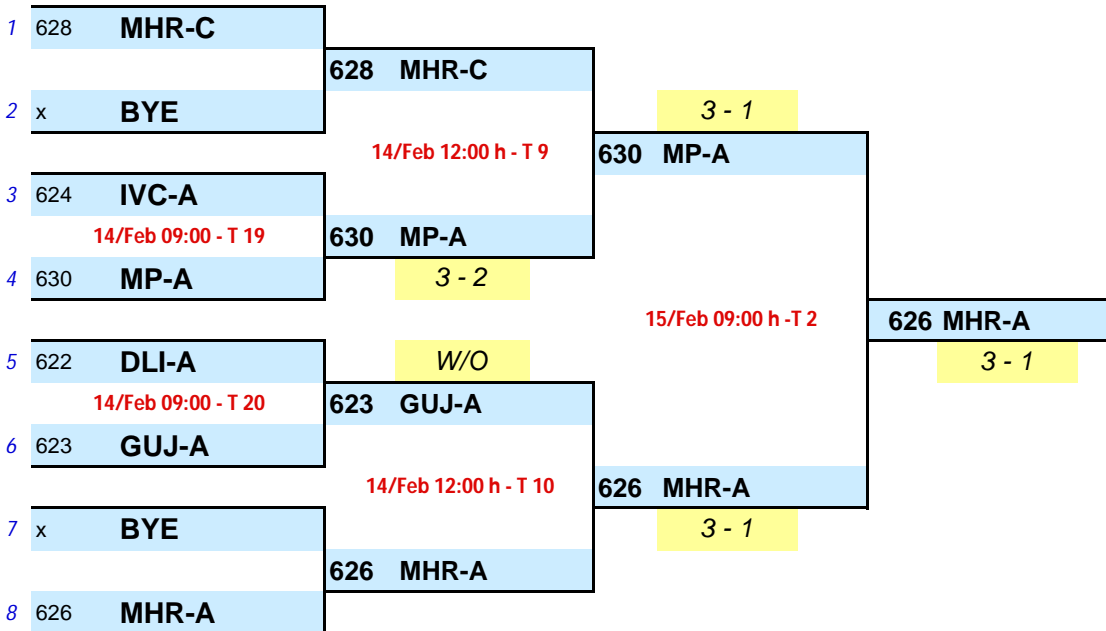 1 628 MHR-C
628 MHR-C
2 x BYE 3 - 1
14/Feb 12:00 h - T 9 630 MP-A
3 624 IVC-A
14/Feb 09:00 - T 19 630 MP-A
4 630 MP-A 3 - 2
15/Feb 09:00 h -T 2 626 MHR-A
5 622 DLI-A W/O 3 - 1
14/Feb 09:00 - T 20 623 GUJ-A
6 623 GUJ-A
14/Feb 12:00 h - T 10 626 MHR-A
7 x BYE 3 - 1
626 MHR-A
8 626 MHR-A